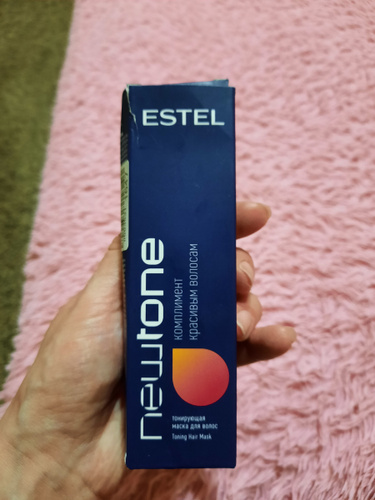 ESTEL
newtone
комплимент
красивым волосам
тонирующая
маска для волос
Toning Hair Mask